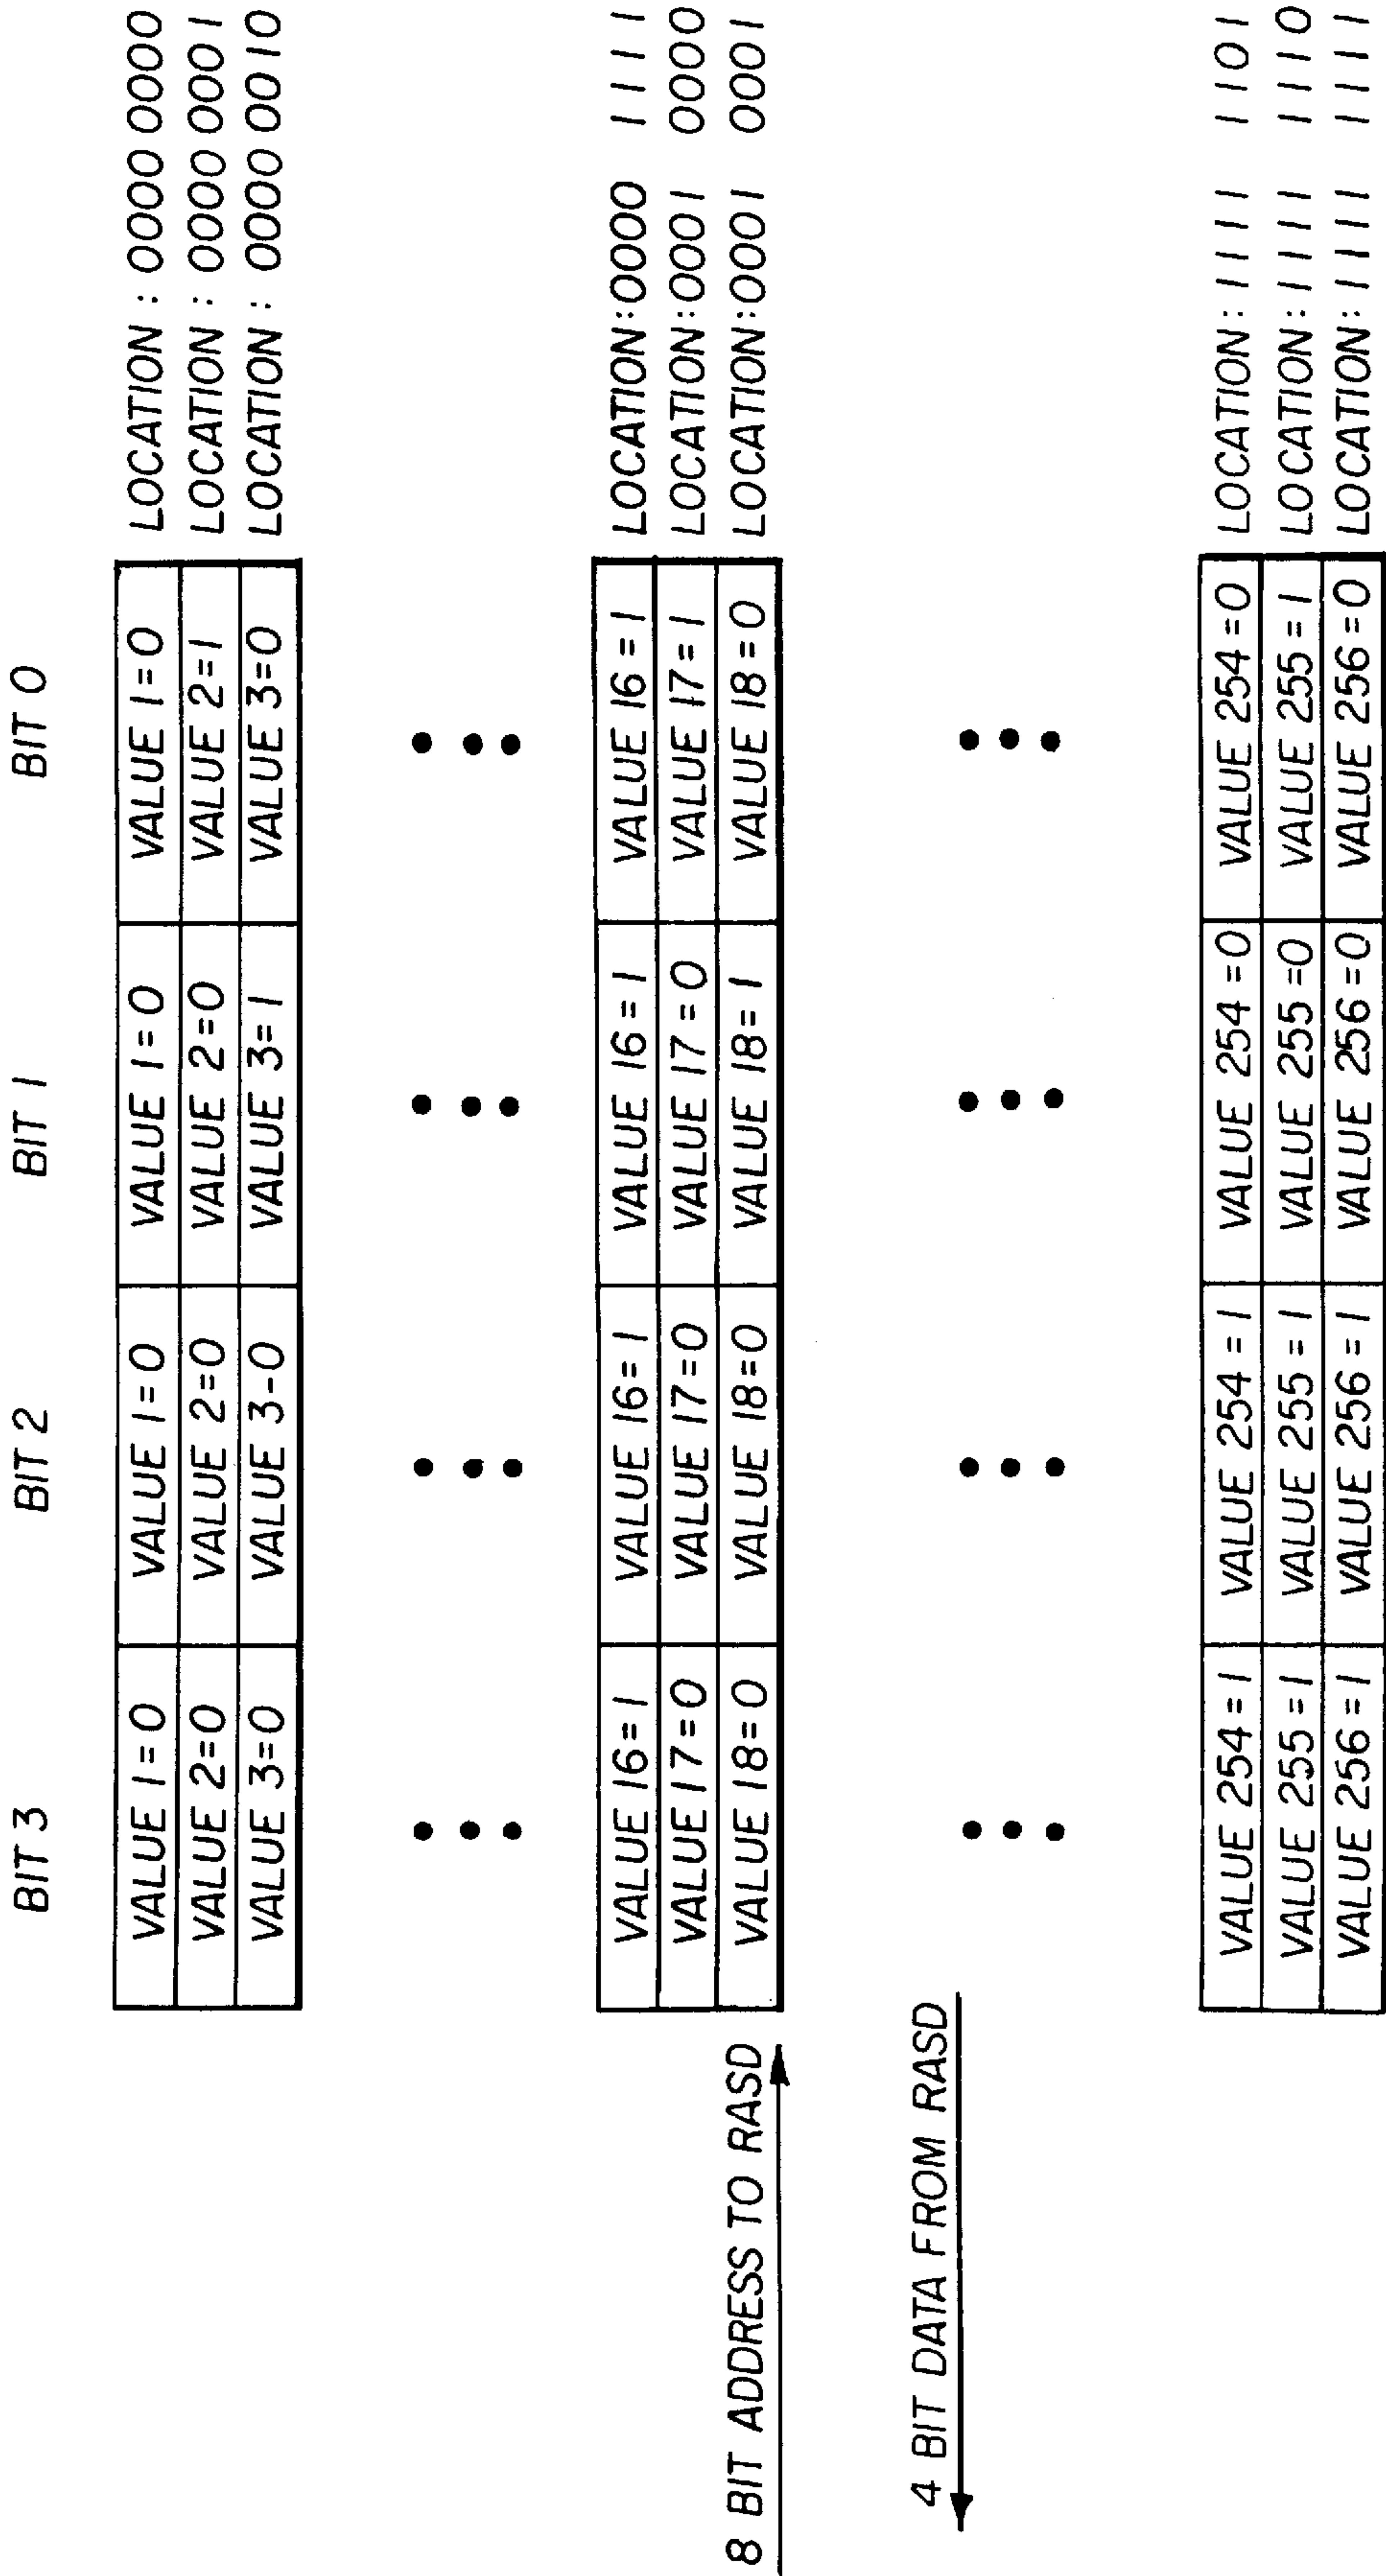 BIT 3 BIT 2 BIT 1 BIT 0
VALUE 1=0 VALUE 1=0 VALUE 1=0 VALUE 1=0 LOCATION: 0000 0000
VALUE 2=0 VALUE 2=0 VALUE 2=0 VALUE 2=1 LOCATION: 0000 0001
VALUE 3=0 VALUE 3-0 VALUE 3=1 VALUE 3=0 LOCATION: 0000 0010
VALUE 16=1 VALUE 16=1 VALUE 16=1 VALUE 16=1 LOCATION:0000 1111
VALUE 17=0 VALUE 17=0 VALUE 17=0 VALUE 17=1 LOCATION:0001 0000
VALUE 18=0 VALUE 18=0 VALUE 18=1 VALUE 18=0 LOCATION:0001 0001
8 BIT ADDRESS TO RASD
4 BIT DATA FROM RASD
VALUE 254=1 VALUE 254=1 VALUE 254=0 VALUE 254=0 LOCATION:1111 1101
VALUE 255=1 VALUE 255=1 VALUE 255=0 VALUE 255=1 LOCATION:1111 1110
VALUE 256=1 VALUE 256=1 VALUE 256=0 VALUE 256=0 LOCATION:1111 1111